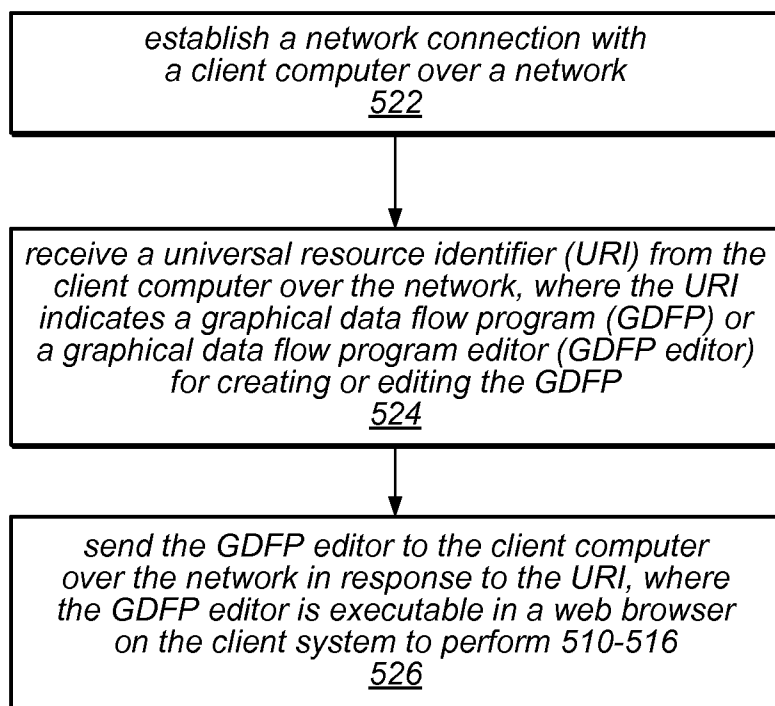 establish a network connection with
a client computer over a network
522
receive a universal resource identifier (URI) from the
client computer over the network, where the URI
indicates a graphical data flow program (GDFP) or
a graphical data flow program editor (GDFP editor)
for creating or editing the GDFP
524
send the GDFP editor to the client computer
over the network in response to the URI, where
the GDFP editor is executable in a web browser
on the client system to perform 510-516
526